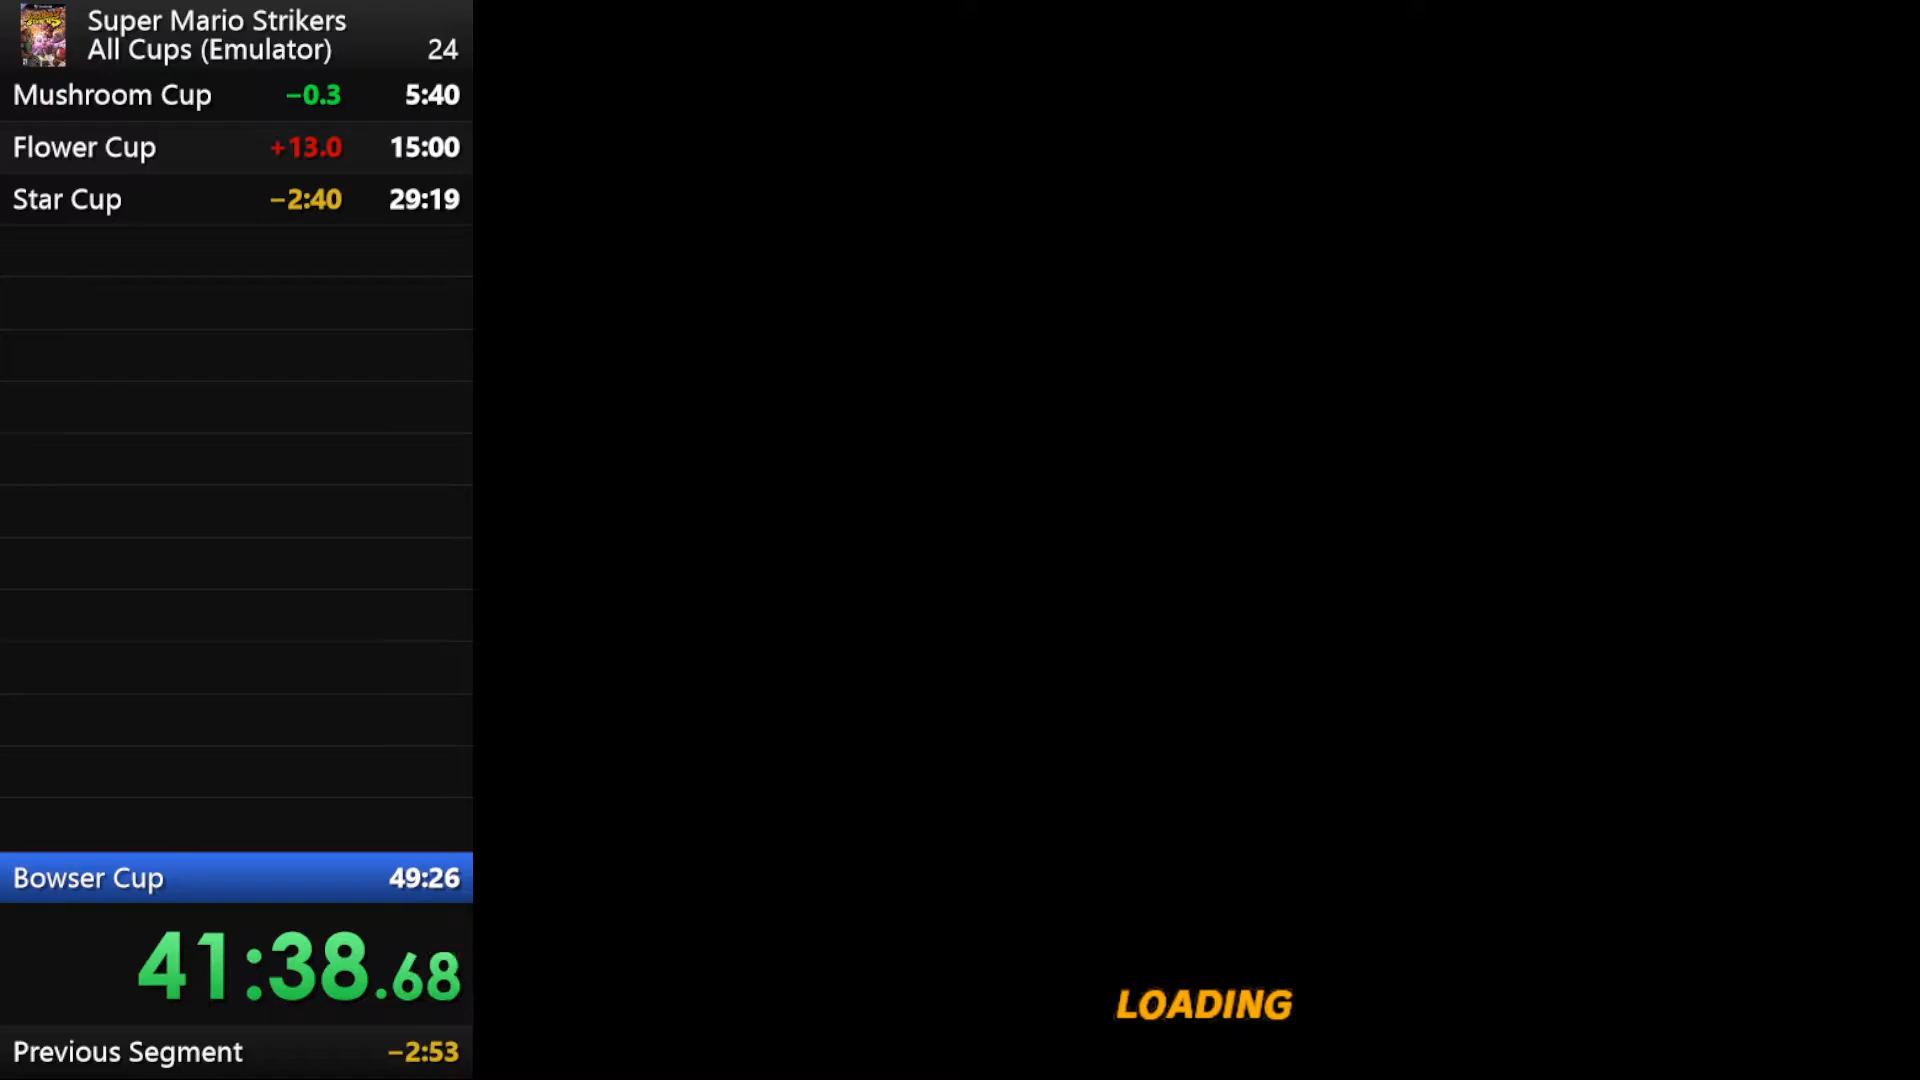 Super Mario Strikers
All Cups (Emulator) 24
Mushroom Cup −0.3 5:40
Flower Cup +13.0 15:00
Star Cup −2:40 29:19
Bowser Cup 49:26
41:38.68
LOADING
Previous Segment −2:53